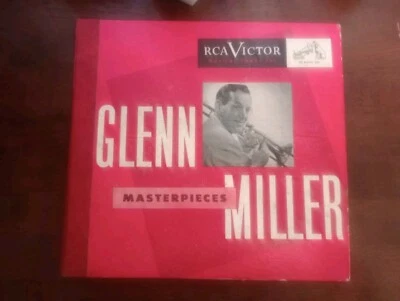 RCA VICTOR
GLENN
MASTERPIECES
MILLER